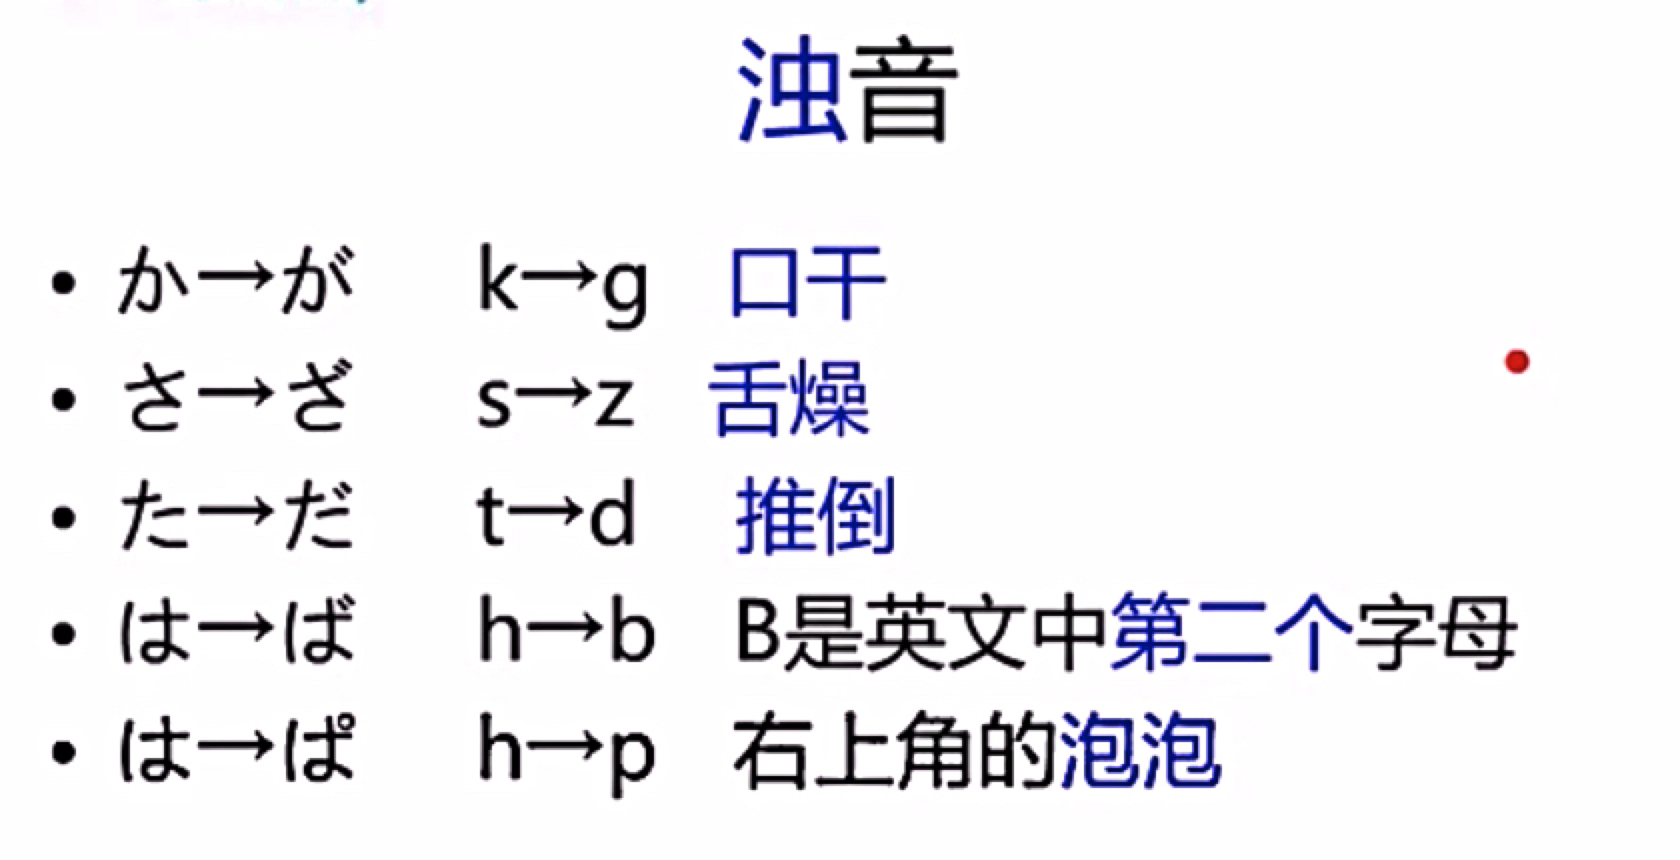 浊音
• か→が k→g 口干
• さ→ざ s→z 舌燥
• た→だ t→d 推倒
• は→ば h→b B是英文中第二个字母
• は→ぱ h→p 右上角的泡泡